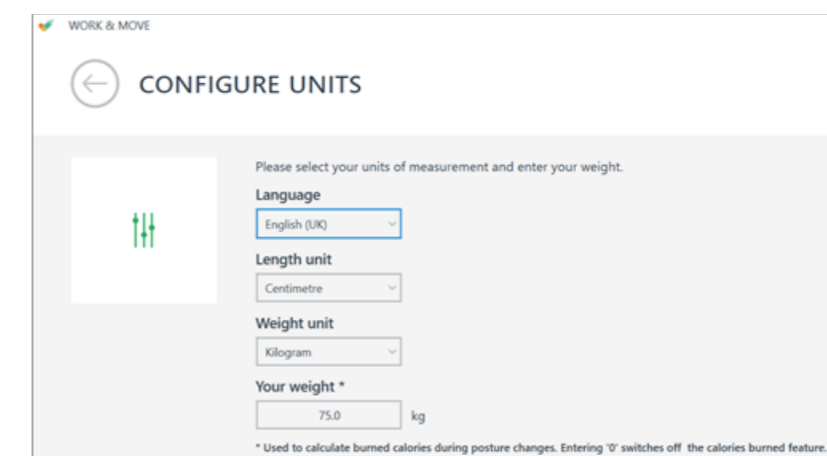 WORK & MOVE
CONFIGURE UNITS
Please select your units of measurement and enter your weight.
Language
English (UK)
Length unit
Centimetre
Weight unit
Kilogram
Your weight *
75.0 kg
* Used to calculate burned calories during posture changes. Entering '0' switches off the calories burned feature.